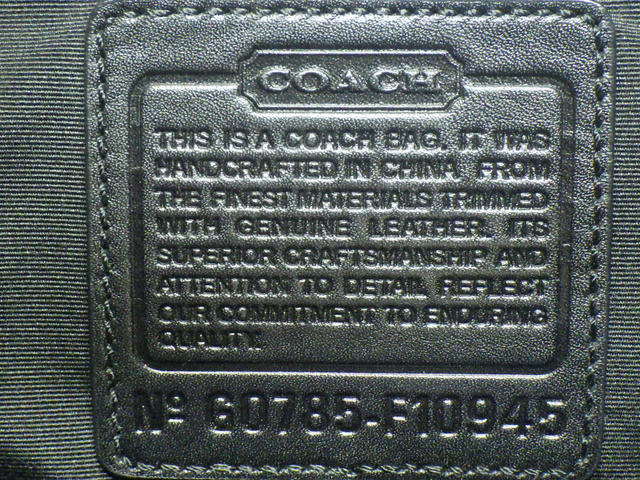 COACH
THIS IS A COACH BAG. IT WAS
HANDCRAFTED IN CHINA FROM
THE FINEST MATERIALS TRIMMED
WITH GENUINE LEATHER. ITS
SUPERIOR CRAFTSMANSHIP AND
ATTENTION TO DETAIL REFLECT
OUR COMMITMENT TO ENDURING
QUALITY.
Nº G0785-F10945